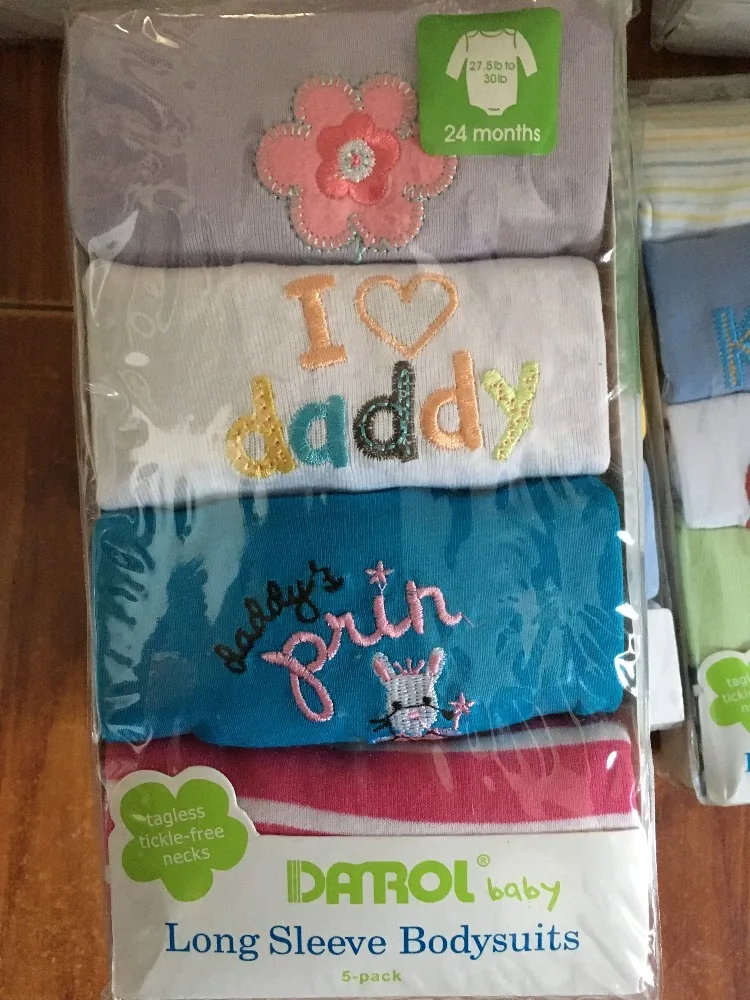 27.5lb to
30lb
24 months
I
daddy
daddy's
prin
tagless
tickle-free
necks
DATROL® baby
Long Sleeve Bodysuits
5-pack